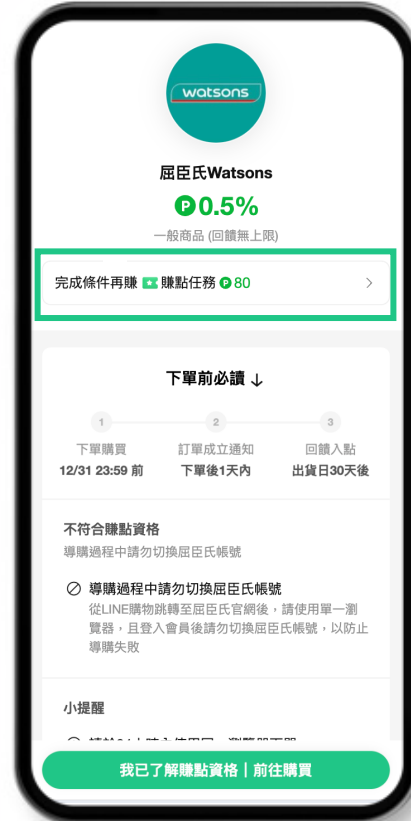 watsons
屈臣氏Watsons
P 0.5%
一般商品 (回饋無上限)
完成條件再賺 賺點任務 P 80
下單前必讀 ↓
1 2 3
下單購買 訂單成立通知 回饋入點
12/31 23:59 前 下單後1天內 出貨日30天後
不符合賺點資格
導購過程中請勿切換屈臣氏帳號
導購過程中請勿切換屈臣氏帳號
從LINE購物跳轉至屈臣氏官網後，請使用單一瀏
覽器，且登入會員後請勿切換屈臣氏帳號，以防止
導購失敗
小提醒
我已了解賺點資格｜前往購買